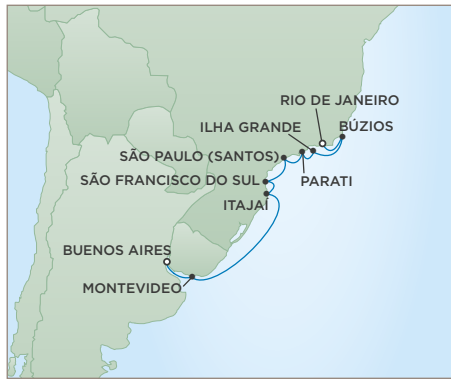 RIO DE JANEIRO
BÚZIOS
ILHA GRANDE
SÃO PAULO (SANTOS)
PARATI
SÃO FRANCISCO DO SUL
ITAJAÍ
BUENOS AIRES
MONTEVIDEO